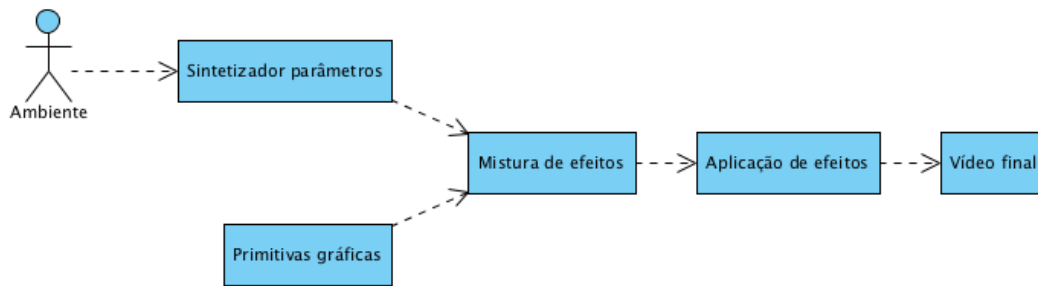 Ambiente
Sintetizador parâmetros
Mistura de efeitos
Aplicação de efeitos
Vídeo final
Primitivas gráficas